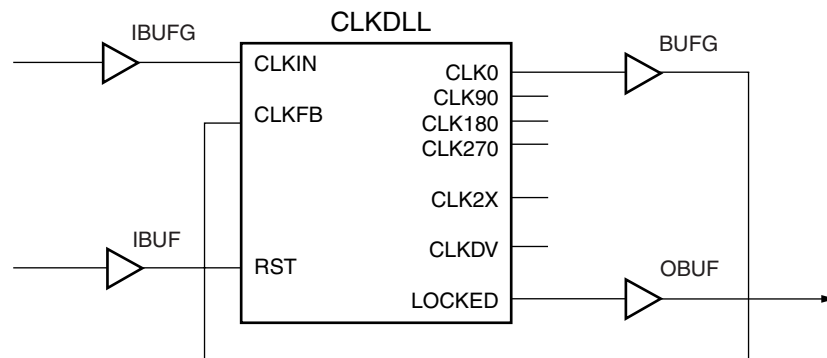 CLKDLL
IBUFG
BUFG
CLKIN
CLK0
CLK90
CLKFB
CLK180
CLK270
CLK2X
IBUF
CLKDV
RST
OBUF
LOCKED